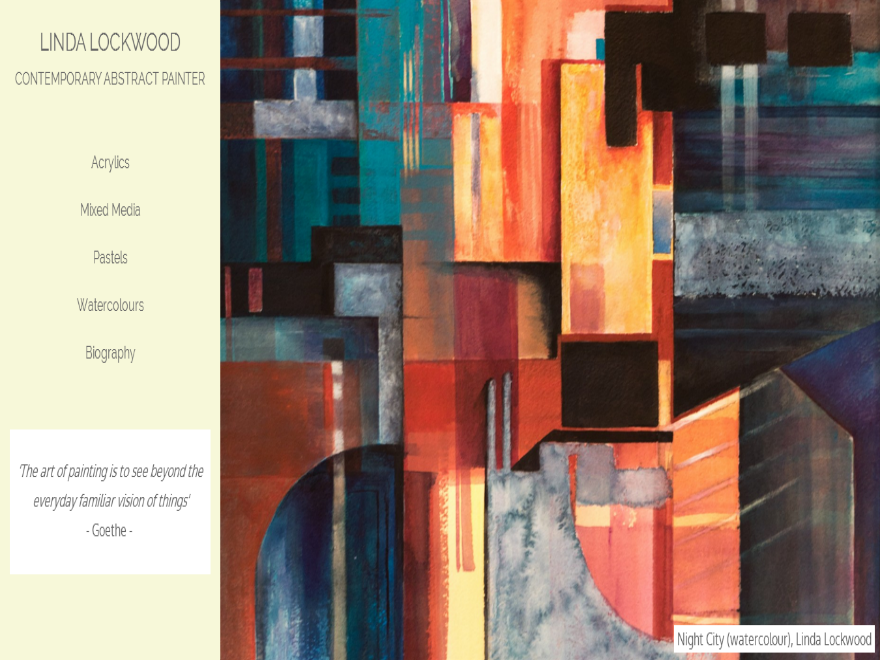 LINDA LOCKWOOD
CONTEMPORARY ABSTRACT PAINTER
Acrylics
Mixed Media
Pastels
Watercolours
Biography
'The art of painting is to see beyond the
everyday familiar vision of things'
- Goethe -
Night City (watercolour), Linda Lockwood